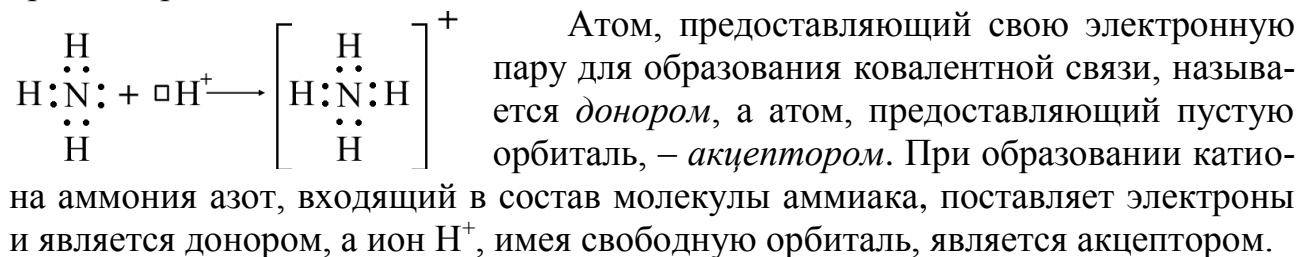 H H
H:N: + □H⁺ → [H:N:H]⁺
H H
Атом, предоставляющий свою электронную
пару для образования ковалентной связи, называ-
ется донором, а атом, предоставляющий пустую
орбиталь, – акцептором. При образовании катио-
на аммония азот, входящий в состав молекулы аммиака, поставляет электроны
и является донором, а ион H⁺, имея свободную орбиталь, является акцептором.